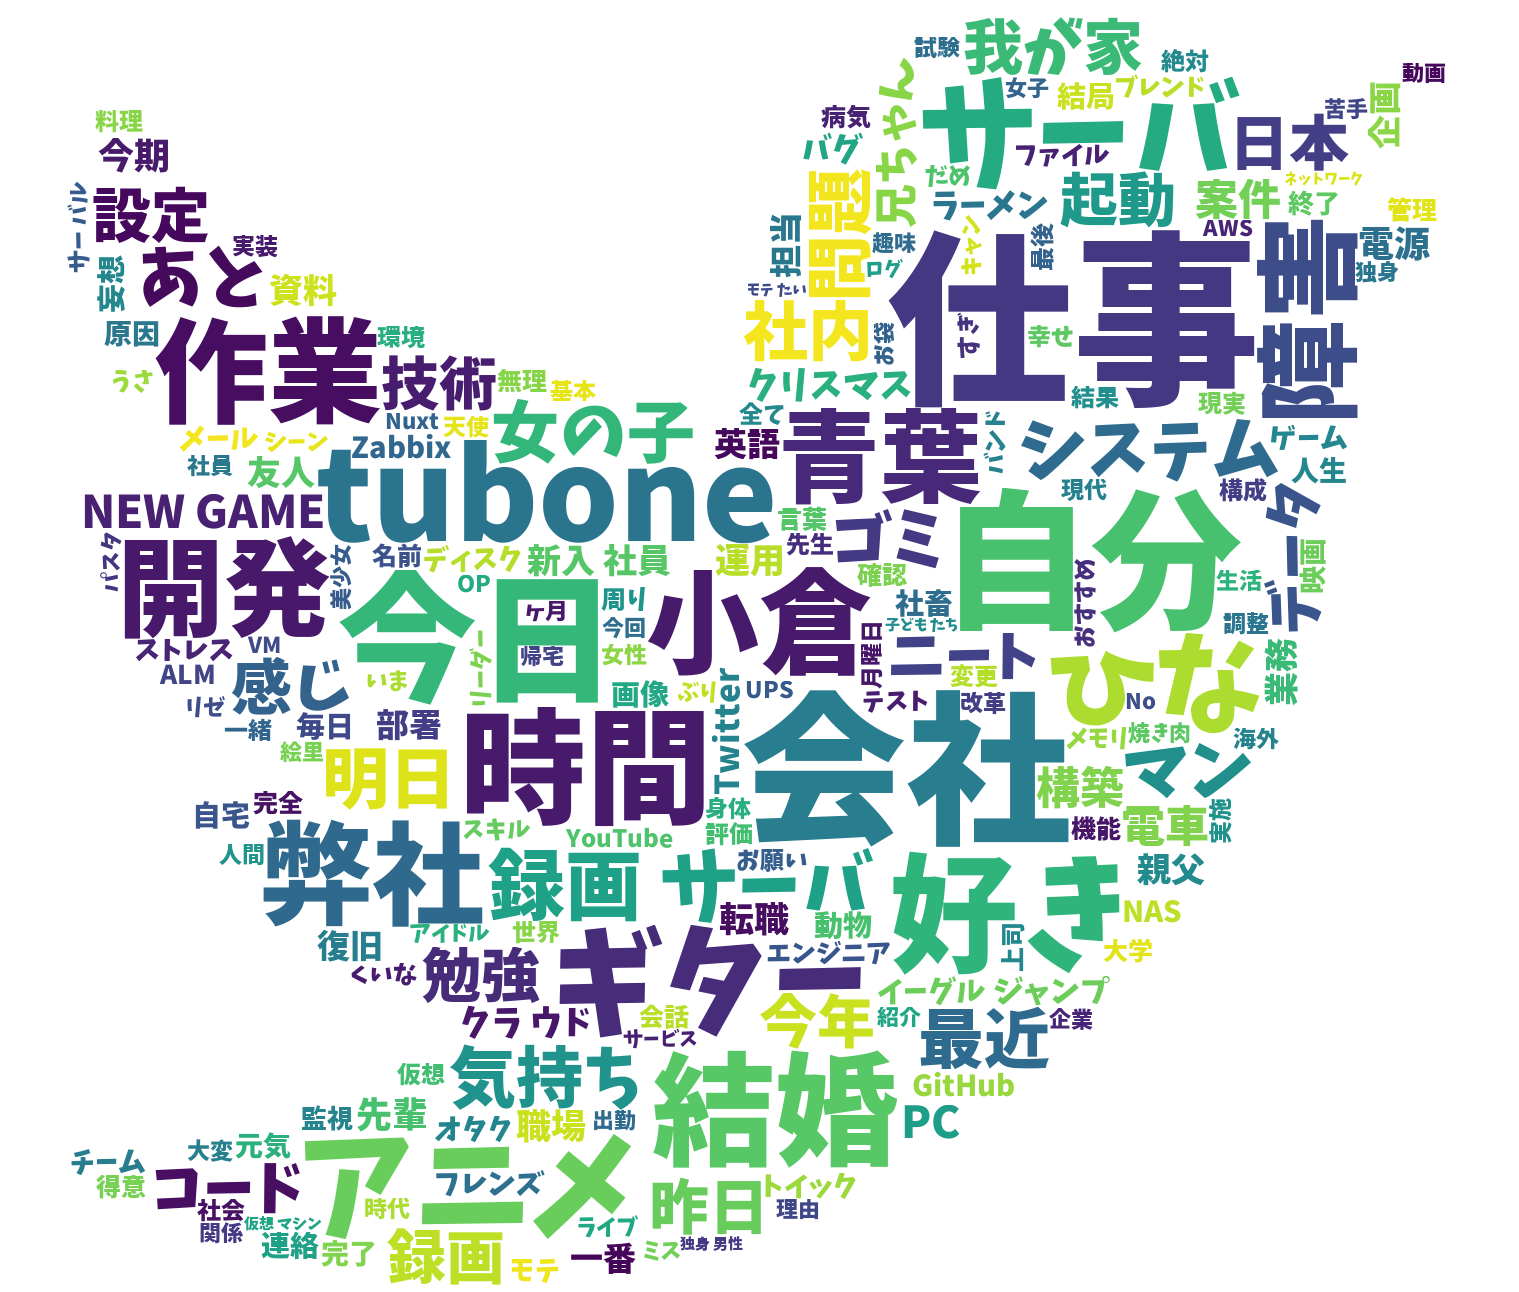 試験
我が家
絶対
動画
女子
結局
ブレンド
サーバ
苦手
企画
料理
病気
兄ちゃん
日本
今期
バグ
ファイル
だめ
起動
案件
ネットワーク
終了
管理
サーバル
設定
問題
ラーメン
AWS
障害
電源
担当
趣味
キャン
最後
独身
実装
あと
妄想
資料
ログ
仕事
モテ たい
社内
原因
作業
環境
お袋
すぎ
幸せ
うさ
技術
無理
基本
クリスマス
結果
現実
女の子
全て
青葉
バンド
システム
ゲーム
Nuxt
天使
メール
シーン
Zabbix
英語
人生
社員
友人
tubone
現代
構成
データ
NEW GAME
言葉
ゴミ
自分
パスタ
開発
美少女
名前
ディスク
新入 社員
運用
先生
確認
おすすめ
映画
OP
今日
ヶ月
周り
小倉
社畜
生活
今回
子ども たち
調整
ストレス
VM
リーダー
帰宅
女性
月曜日
ニート
ひな
業務
ALM
感じ
いま
画像
ぶり
Twitter
UPS
変更
テスト
改革
No
リゼ
一緒
毎日
部署
時間
会社
メモリ
焼き肉
海外
絵里
明日
構築
マン
自宅
完全
身体
機能
電車
実施
スキル
YouTube
評価
人間
弊社
録画
サーバ
お願い
好き
親父
転職
動物
NAS
復旧
アイドル
世界
ギター
エンジニア
上司
大学
くいな
勉強
イーグル ジャンプ
クラ ウド
会話
サービス
今年
紹介
最近
企業
仮想
気持ち
結婚
GitHub
監視
先輩
オタク
職場
出勤
PC
チーム
大変
元気
アニメ
得意
コード
フレンズ
昨日
トイック
社会
時代
理由
関係
仮想 マシン
連絡
完了
録画
モテ
ライブ
一番
ミス
独身 男性